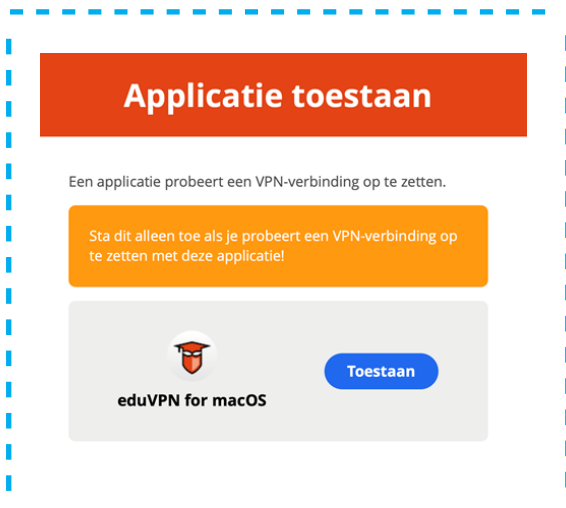 Applicatie toestaan
Een applicatie probeert een VPN-verbinding op te zetten.
Sta dit alleen toe als je probeert een VPN-verbinding op
te zetten met deze applicatie!
Toestaan
eduVPN for macOS